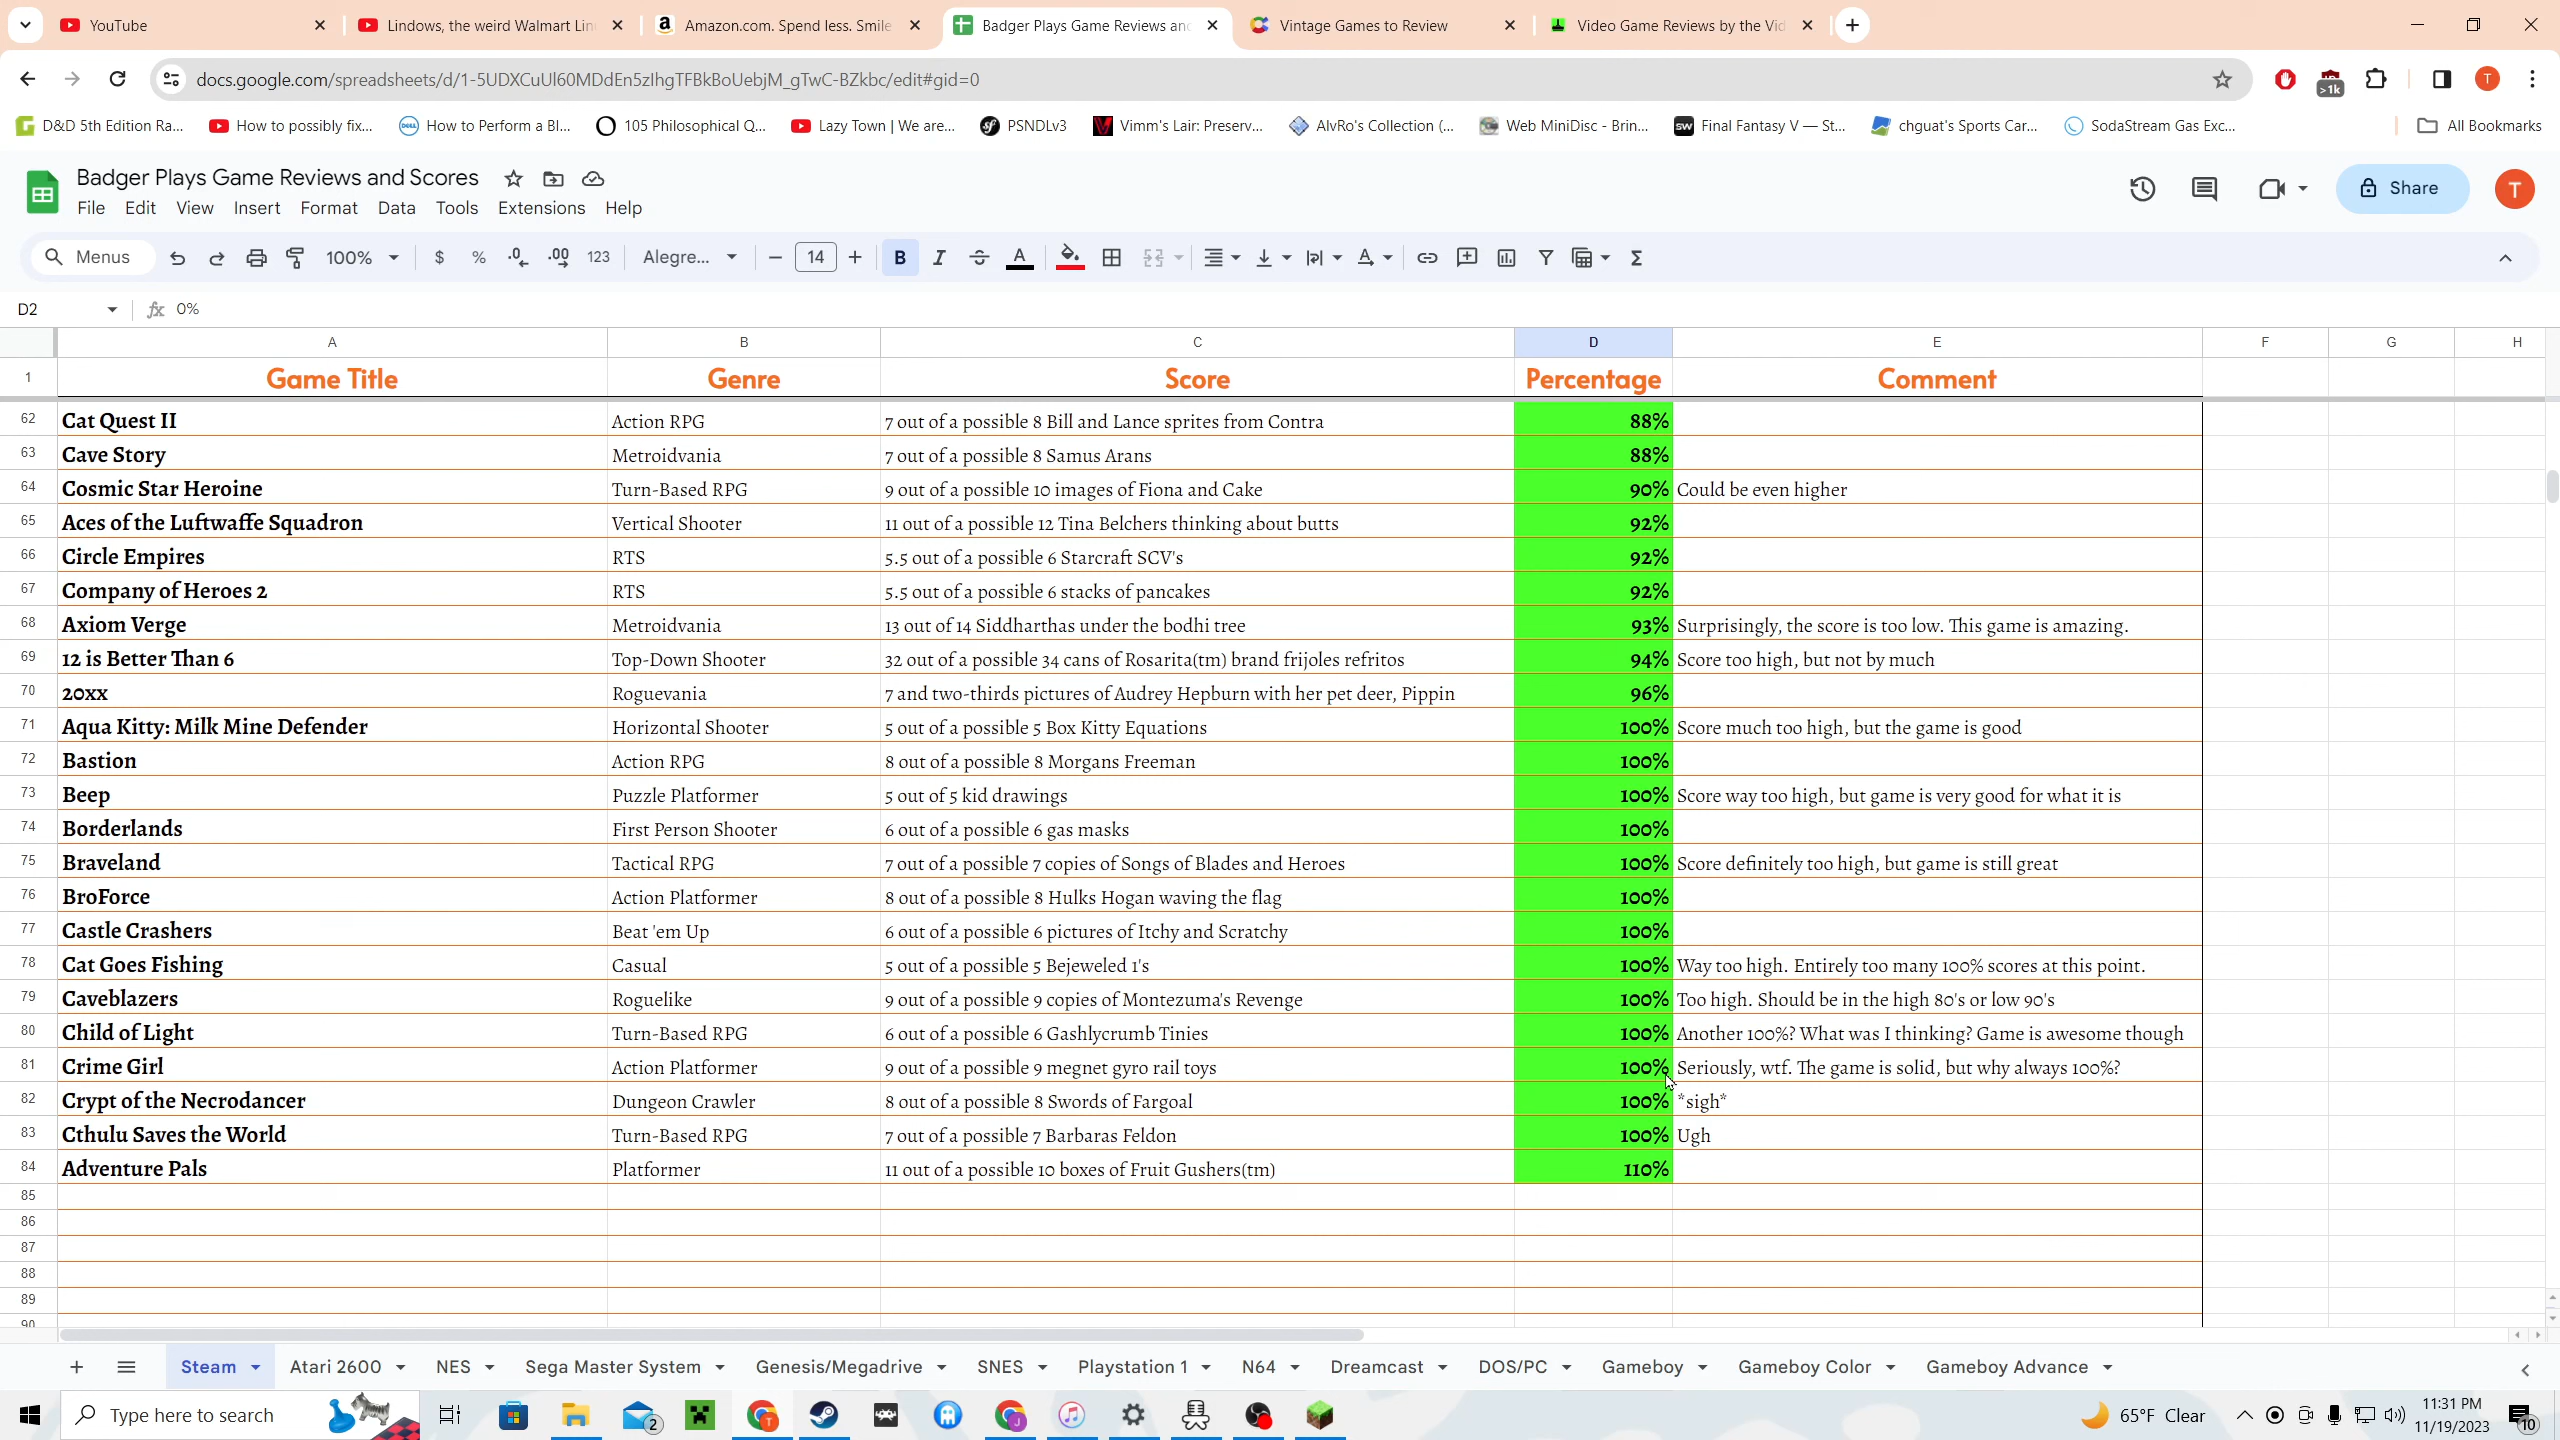 YouTube
Lindows, the weird Walmart Lin
Amazon.com. Spend less. Smile
Badger Plays Game Reviews an
Vintage Games to Review
Video Game Reviews by the Vid
docs.google.com/spreadsheets/d/1-5UDXCuUl60MDdEn5zIhgTFBkBoUebjM_gTwC-BZkbc/edit#gid=0
>1k
T
D&D 5th Edition Ra...
How to possibly fix...
How to Perform a Bl...
105 Philosophical Q...
Lazy Town | We are...
PSNDLv3
Vimm's Lair: Preserv...
AlvRo's Collection (...
Web MiniDisc - Brin...
Final Fantasy V — St...
chguat's Sports Car...
SodaStream Gas Exc...
All Bookmarks
Badger Plays Game Reviews and Scores
File Edit View Insert Format Data Tools Extensions Help
Share
T
Menus 100% $ % .0 .00 123 Alegre... 14 B I A
D2 fx 0%
A B C D E F G H
1 Game Title Genre Score Percentage Comment
62 Cat Quest II Action RPG 7 out of a possible 8 Bill and Lance sprites from Contra 88%
63 Cave Story Metroidvania 7 out of a possible 8 Samus Arans 88%
64 Cosmic Star Heroine Turn-Based RPG 9 out of a possible 10 images of Fiona and Cake 90% Could be even higher
65 Aces of the Luftwaffe Squadron Vertical Shooter 11 out of a possible 12 Tina Belchers thinking about butts 92%
66 Circle Empires RTS 5.5 out of a possible 6 Starcraft SCV's 92%
67 Company of Heroes 2 RTS 5.5 out of a possible 6 stacks of pancakes 92%
68 Axiom Verge Metroidvania 13 out of 14 Siddharthas under the bodhi tree 93% Surprisingly, the score is too low. This game is amazing.
69 12 is Better Than 6 Top-Down Shooter 32 out of a possible 34 cans of Rosarita(tm) brand frijoles refritos 94% Score too high, but not by much
70 20xx Roguevania 7 and two-thirds pictures of Audrey Hepburn with her pet deer, Pippin 96%
71 Aqua Kitty: Milk Mine Defender Horizontal Shooter 5 out of a possible 5 Box Kitty Equations 100% Score much too high, but the game is good
72 Bastion Action RPG 8 out of a possible 8 Morgans Freeman 100%
73 Beep Puzzle Platformer 5 out of 5 kid drawings 100% Score way too high, but game is very good for what it is
74 Borderlands First Person Shooter 6 out of a possible 6 gas masks 100%
75 Braveland Tactical RPG 7 out of a possible 7 copies of Songs of Blades and Heroes 100% Score definitely too high, but game is still great
76 BroForce Action Platformer 8 out of a possible 8 Hulks Hogan waving the flag 100%
77 Castle Crashers Beat 'em Up 6 out of a possible 6 pictures of Itchy and Scratchy 100%
78 Cat Goes Fishing Casual 5 out of a possible 5 Bejeweled 1's 100% Way too high. Entirely too many 100% scores at this point.
79 Caveblazers Roguelike 9 out of a possible 9 copies of Montezuma's Revenge 100% Too high. Should be in the high 80's or low 90's
80 Child of Light Turn-Based RPG 6 out of a possible 6 Gashlycrumb Tinies 100% Another 100%? What was I thinking? Game is awesome though
81 Crime Girl Action Platformer 9 out of a possible 9 megnet gyro rail toys 100% Seriously, wtf. The game is solid, but why always 100%?
82 Crypt of the Necrodancer Dungeon Crawler 8 out of a possible 8 Swords of Fargoal 100% *sigh*
83 Cthulu Saves the World Turn-Based RPG 7 out of a possible 7 Barbaras Feldon 100% Ugh
84 Adventure Pals Platformer 11 out of a possible 10 boxes of Fruit Gushers(tm) 110%
85
86
87
88
89
90
Steam Atari 2600 NES Sega Master System Genesis/Megadrive SNES Playstation 1 N64 Dreamcast DOS/PC Gameboy Gameboy Color Gameboy Advance
Type here to search
2
T
J
65°F Clear
11:31 PM
11/19/2023
10